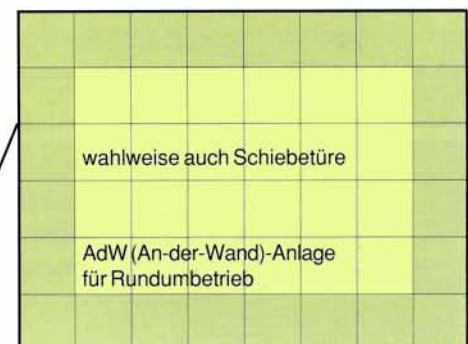 wahlweise auch Schiebetüre
AdW (An-der-Wand)-Anlage
für Rundumbetrieb